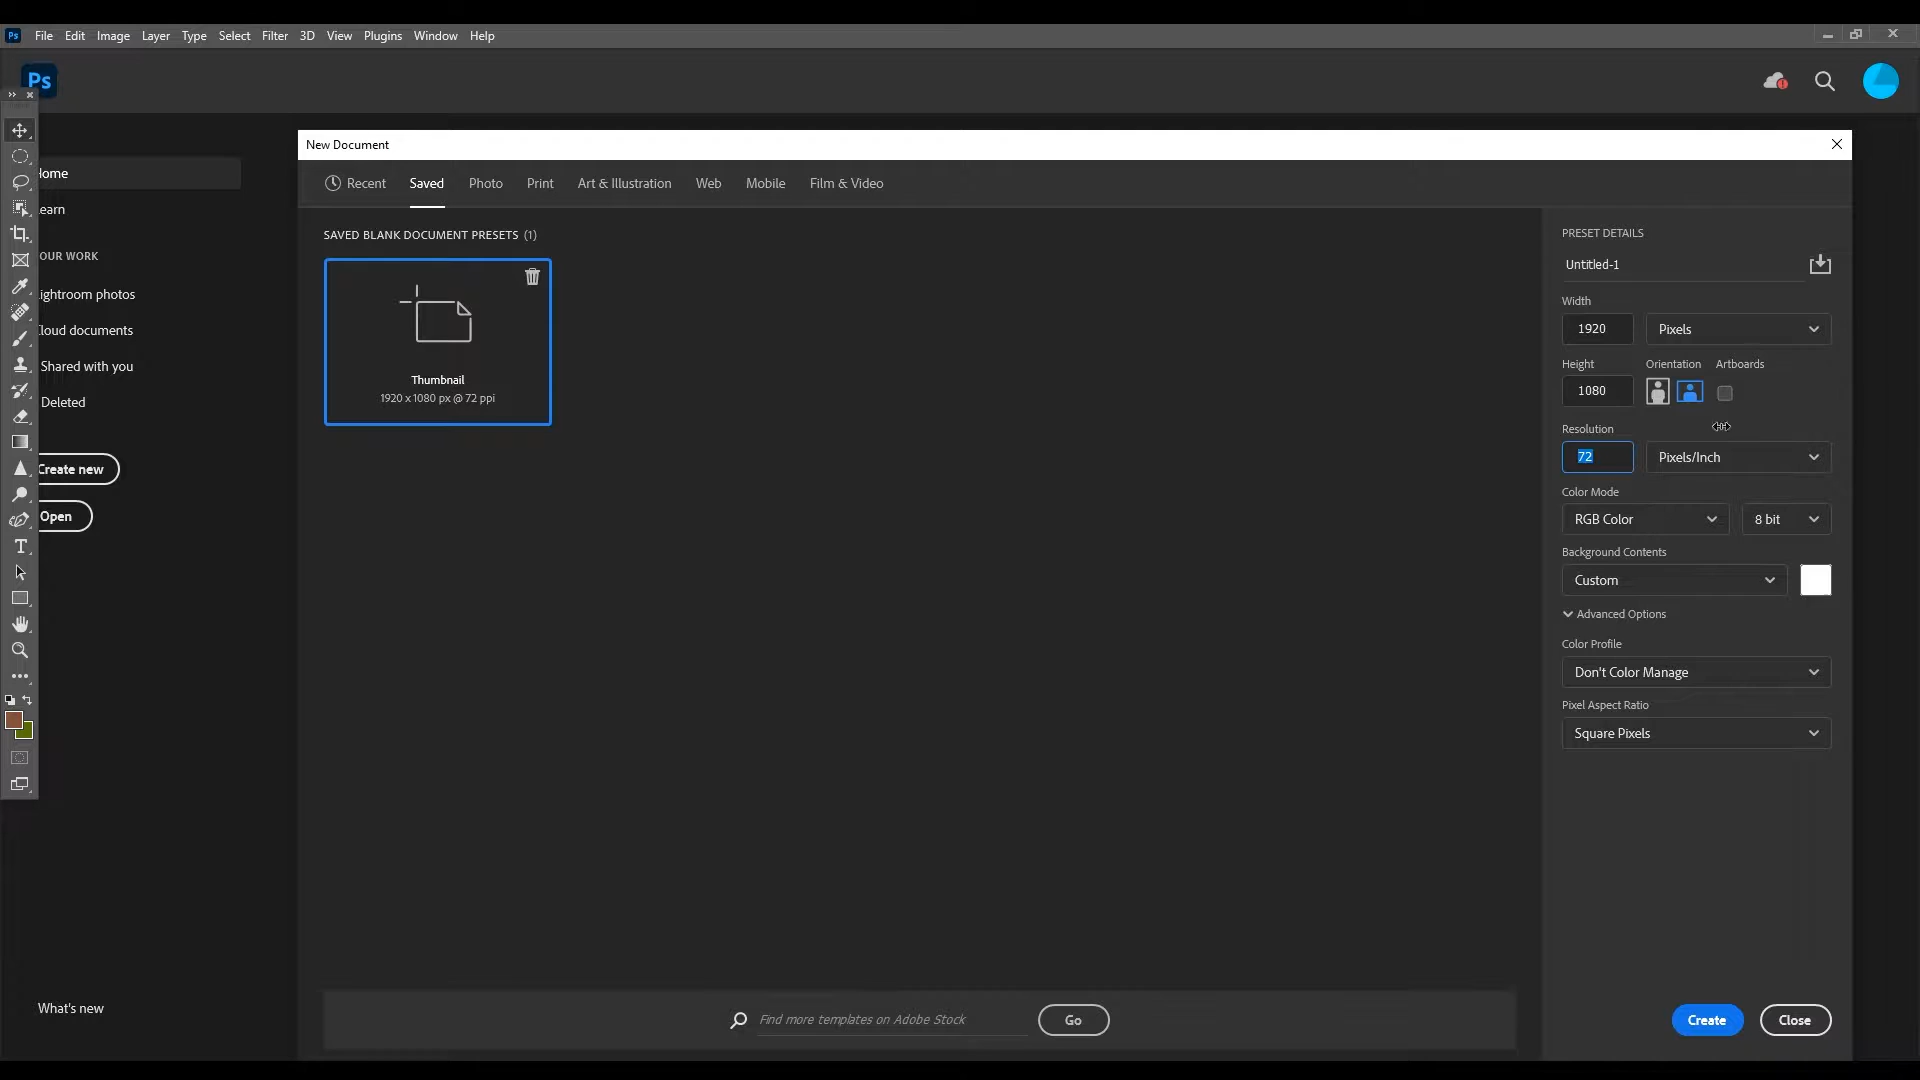 Ps File Edit Image Layer Type Select Filter 3D View Plugins Window Help
Ps
New Document
Recent Saved Photo Print Art & Illustration Web Mobile Film & Video
ome
earn
OUR WORK
ightroom photos
loud documents
Shared with you
Deleted
Create new
Open
What's new
SAVED BLANK DOCUMENT PRESETS (1)
Thumbnail
1920 x 1080 px @ 72 ppi
Find more templates on Adobe Stock
Go
PRESET DETAILS
Untitled-1
Width
1920 Pixels
Height Orientation Artboards
1080
Resolution
72 Pixels/Inch
Color Mode
RGB Color 8 bit
Background Contents
Custom
Advanced Options
Color Profile
Don't Color Manage
Pixel Aspect Ratio
Square Pixels
Create Close